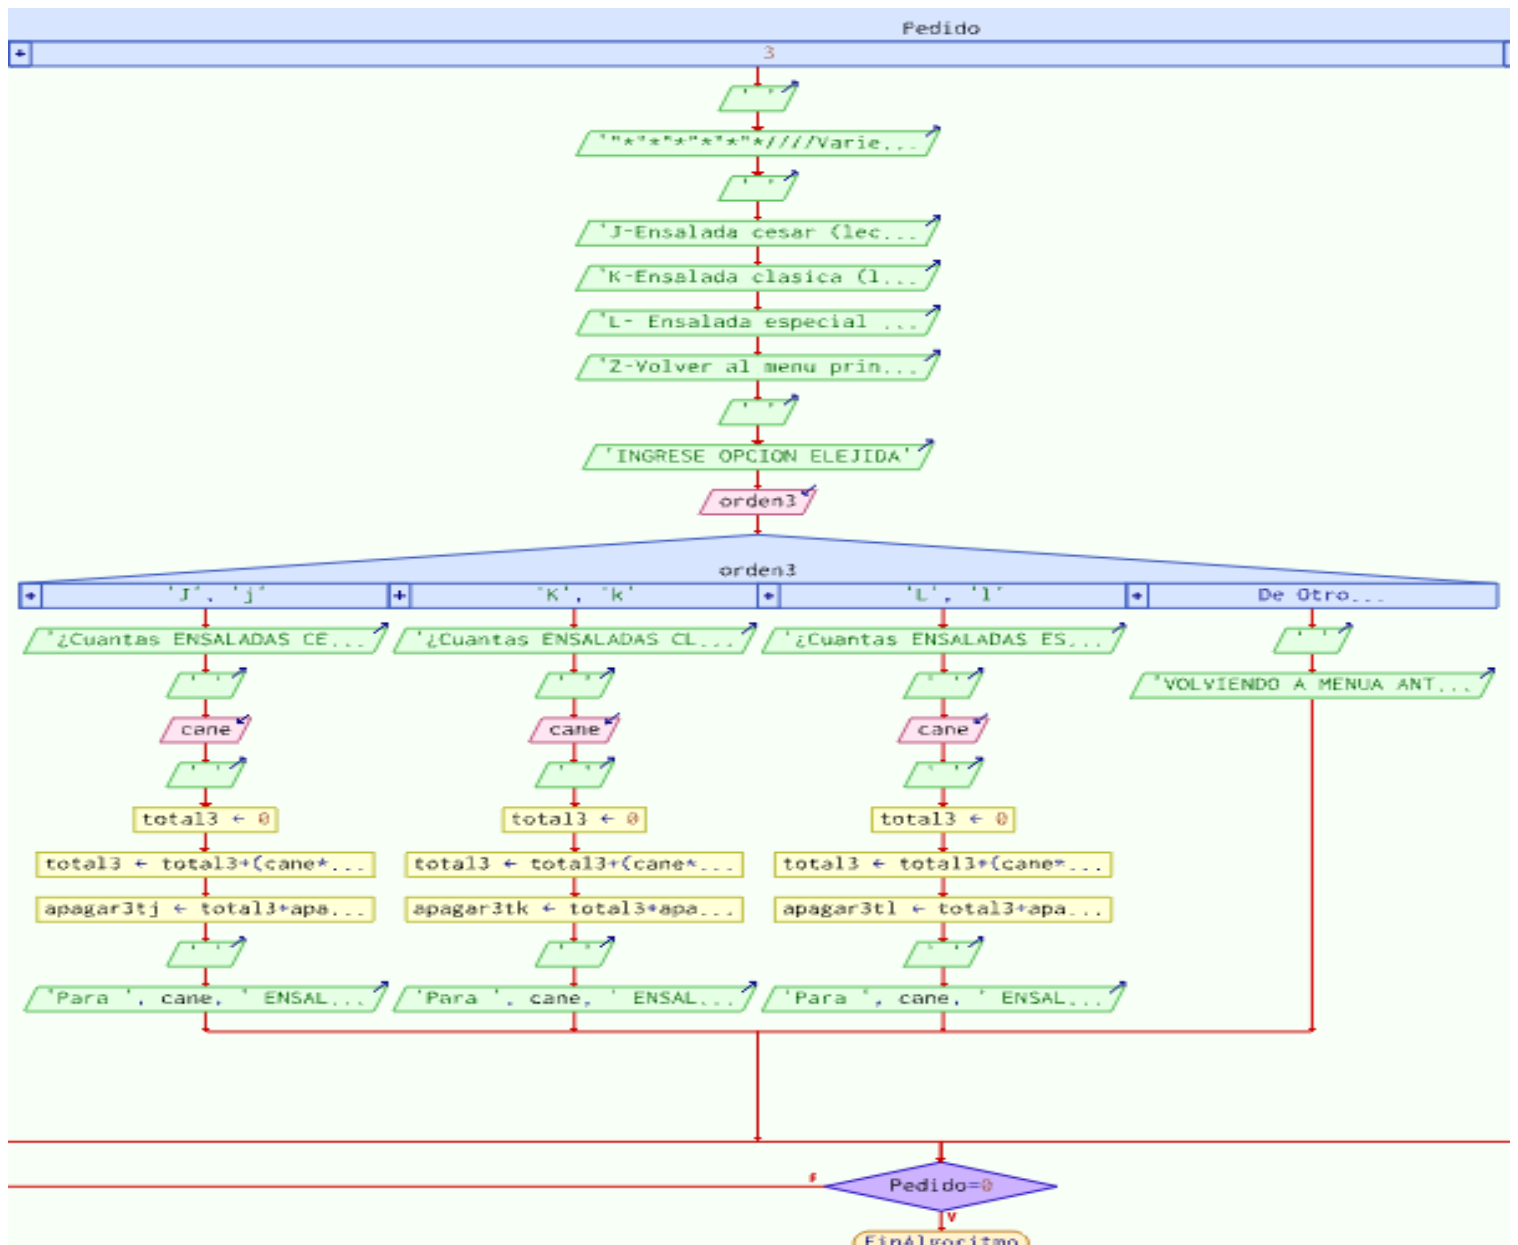 Pedido
+ 3
' '
'"*"*"*"*"*"*////Varie...
' '
'J-Ensalada cesar (lec...
'K-Ensalada clasica (l...
'L- Ensalada especial ...
'Z-Volver al menu prin...
' '
'INGRESE OPCION ELEJIDA'
orden3
orden3
+ 'J', 'j' + 'K', 'k' + 'L', 'l' + De Otro...
'¿Cuantas ENSALADAS CE... '¿Cuantas ENSALADAS CL... '¿Cuantas ENSALADAS ES... ' '
' ' ' ' ' ' 'VOLVIENDO A MENUA ANT...
cane cane cane
' ' ' ' ' '
total3 ← 0 total3 ← 0 total3 ← 0
total3 ← total3+(cane*... total3 ← total3+(cane*... total3 ← total3+(cane*...
apagar3tj ← total3+apa... apagar3tk ← total3+apa... apagar3tl ← total3+apa...
' ' ' ' ' '
'Para ', cane, ' ENSAL... 'Para ', cane, ' ENSAL... 'Para ', cane, ' ENSAL...
F Pedido=0
V
FinAlgoritmo